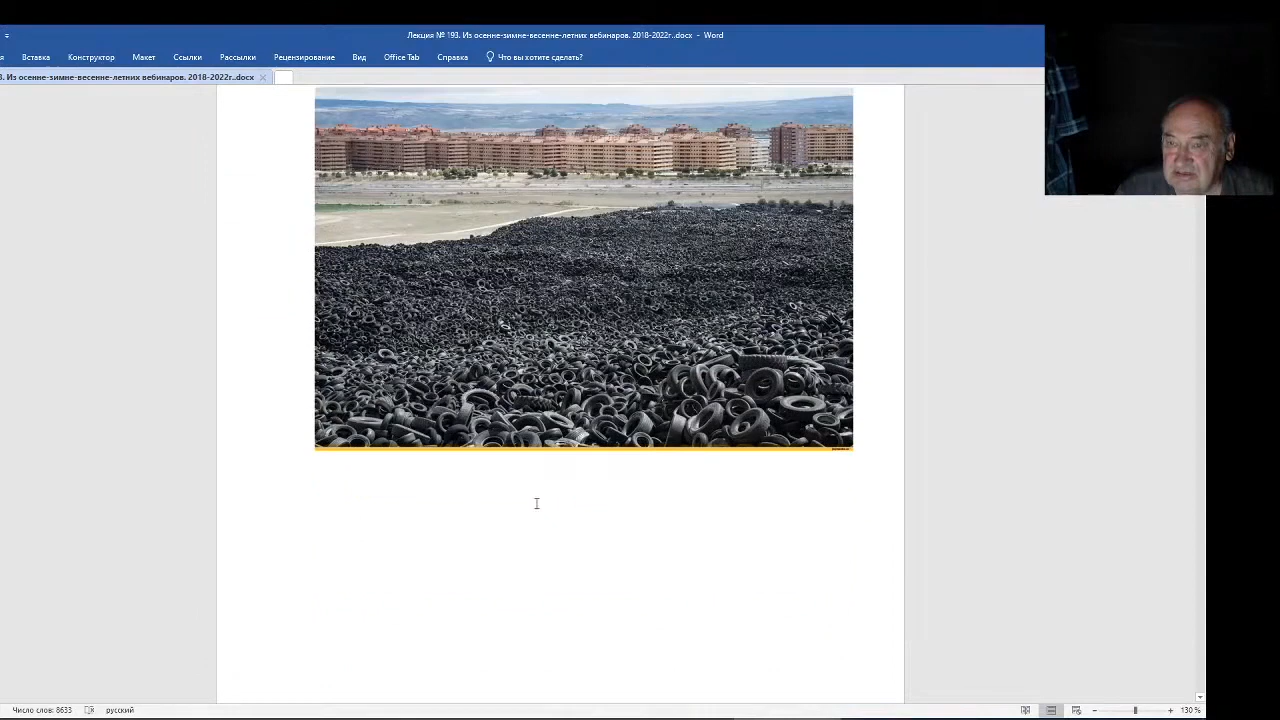 Лекция № 193. Из осенне-зимне-весенне-летних вебинаров. 2018-2022г..docx - Word
я Вставка Конструктор Макет Ссылки Рассылки Рецензирование Вид Office Tab Справка Что вы хотите сделать?
3. Из осенне-зимне-весенне-летних вебинаров. 2018-2022г..docx
Число слов: 8633 русский 130 %